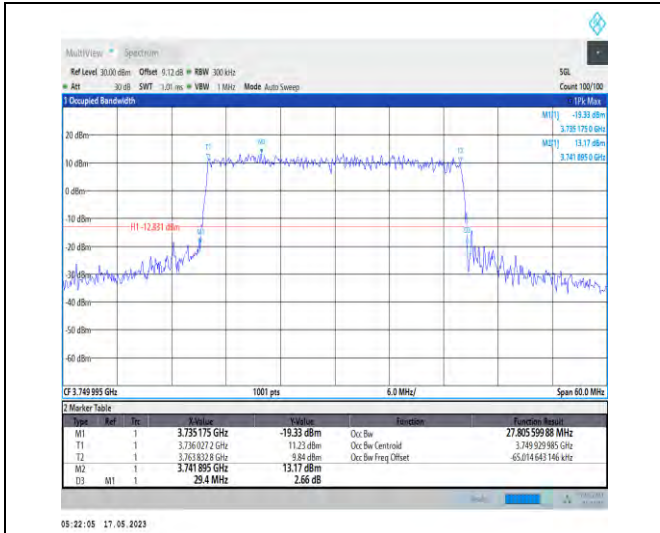 MultiView Spectrum
Ref Level 30.00 dBm Offset 9.12 dB RBW 300 kHz SGL
Att 30 dB SWT 1.01 ms VBW 1 MHz Mode Auto Sweep Count 100/100
1 Occupied Bandwidth 1Pk Max
M1[1] -19.33 dBm
3.735 175 0 GHz
M2[1] 13.17 dBm
3.741 895 0 GHz
20 dBm
T1
M2
T2
10 dBm
0 dBm
-10 dBm
H1 -12.831 dBm
M1
D3
-30 dBm
-40 dBm
-50 dBm
-60 dBm
CF 3.749 995 GHz 1001 pts 6.0 MHz/ Span 60.0 MHz
2 Marker Table
Type Ref Trc X-Value Y-Value Function Function Result
M1 1 3.735 175 GHz -19.33 dBm Occ Bw 27.805 599 88 MHz
T1 1 3.736 027 2 GHz 11.23 dBm Occ Bw Centroid 3.749 929 985 GHz
T2 1 3.763 832 8 GHz 9.84 dBm Occ Bw Freq Offset -65.014 643 146 kHz
M2 1 3.741 895 GHz 13.17 dBm
D3 M1 1 29.4 MHz 2.66 dB
05:22:05 17.05.2023